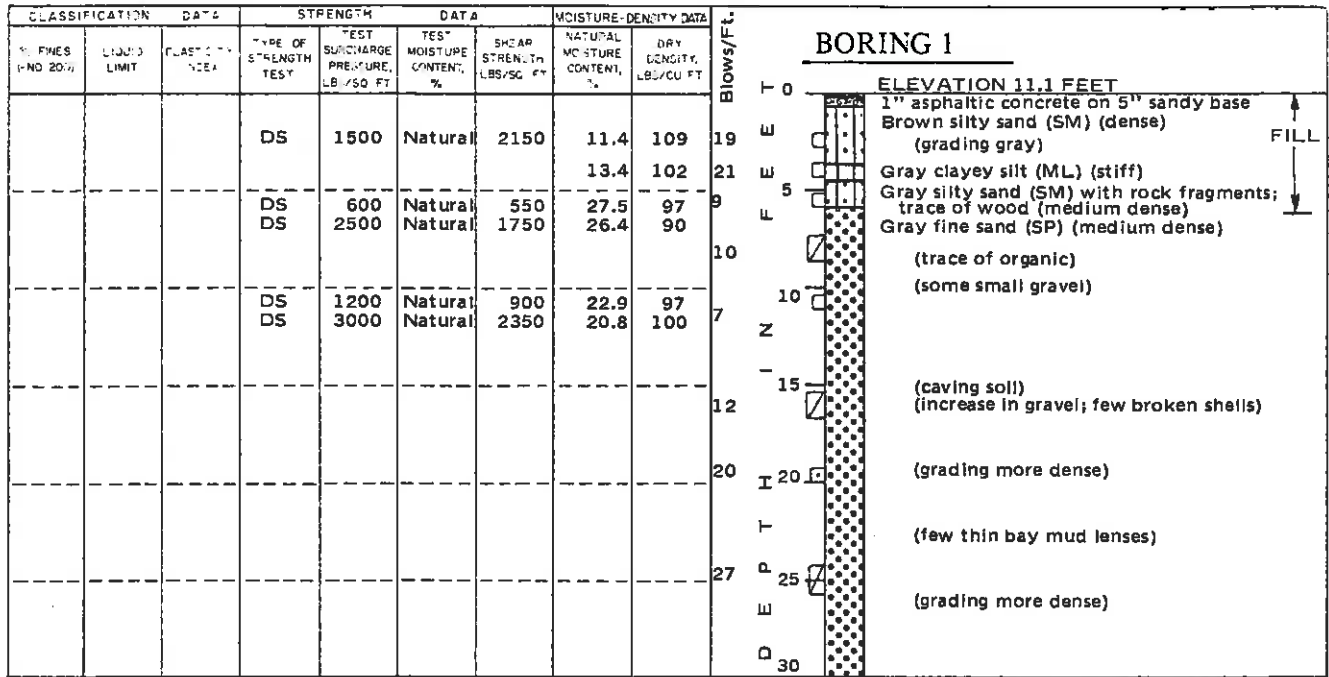 CLASSIFICATION DATA
STRENGTH DATA
MOISTURE-DENSITY DATA
Blows/Ft.
% FINES (-NO 200)
LIQUID LIMIT
PLASTICITY INDEX
TYPE OF STRENGTH TEST
TEST SURCHARGE PRESSURE, LBS/SQ FT
TEST MOISTURE CONTENT, %
SHEAR STRENGTH LBS/SQ FT
NATURAL MOISTURE CONTENT, %
DRY DENSITY, LBS/CU FT
BORING 1
ELEVATION 11.1 FEET
0
1" asphaltic concrete on 5" sandy base
Brown silty sand (SM) (dense)
DS 1500 Natural 2150 11.4 109 19
(grading gray)
FILL
13.4 102 21
Gray clayey silt (ML) (stiff)
5
Gray silty sand (SM) with rock fragments;
DS 600 Natural 550 27.5 97 9
trace of wood (medium dense)
DS 2500 Natural 1750 26.4 90
Gray fine sand (SP) (medium dense)
10
(trace of organic)
(some small gravel)
DS 1200 Natural 900 22.9 97
10
DS 3000 Natural 2350 20.8 100 7
15
(caving soil)
12
(increase in gravel; few broken shells)
20
20
(grading more dense)
(few thin bay mud lenses)
27
25
(grading more dense)
30
DEPTH IN FEET